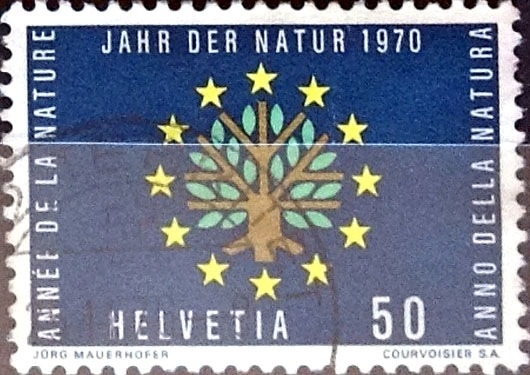 JAHR DER NATUR 1970
ANNÉE DE LA NATURE
ANNO DELLA NATURA
HELVETIA 50
JÖRG MAUERHOFER COURVOISIER S.A.